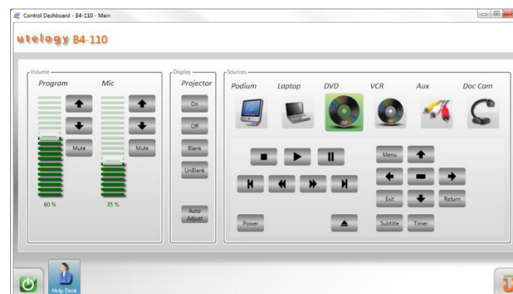 Control Dashboard - B4-110 - Main
utelogy B4-110
Volume
Program Mic
Mute Mute
60 % 35 %
Display
Projector
On
Off
Blank
UnBlank
Auto
Adjust
Sources
Podium Laptop DVD VCR Aux Doc Cam
Menu
Exit Return
Power Subtitle Timer
Help Desk